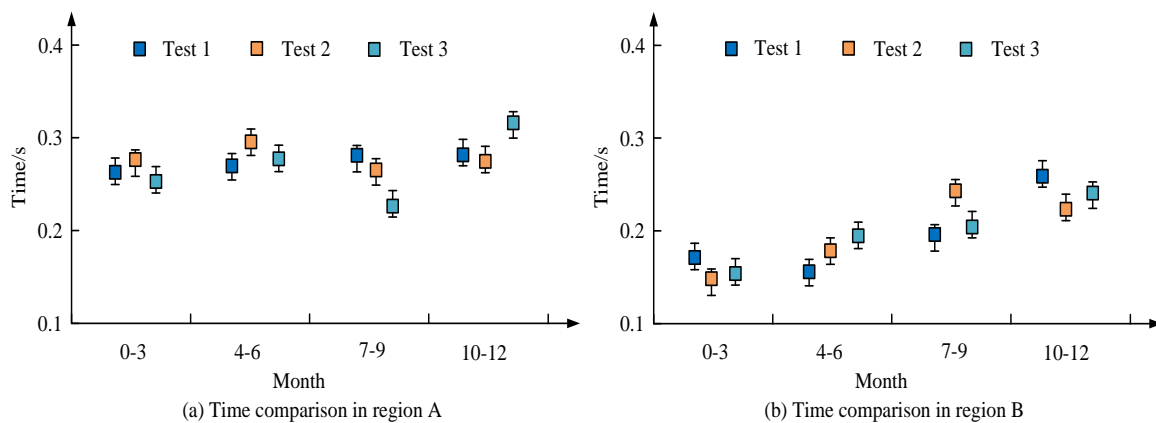 0.4
0.3
0.2
0.1
Time/s
Test 1 Test 2 Test 3
0-3 4-6 7-9 10-12
Month
(a) Time comparison in region A
0.4
0.3
0.2
0.1
Time/s
Test 1 Test 2 Test 3
0-3 4-6 7-9 10-12
Month
(b) Time comparison in region B